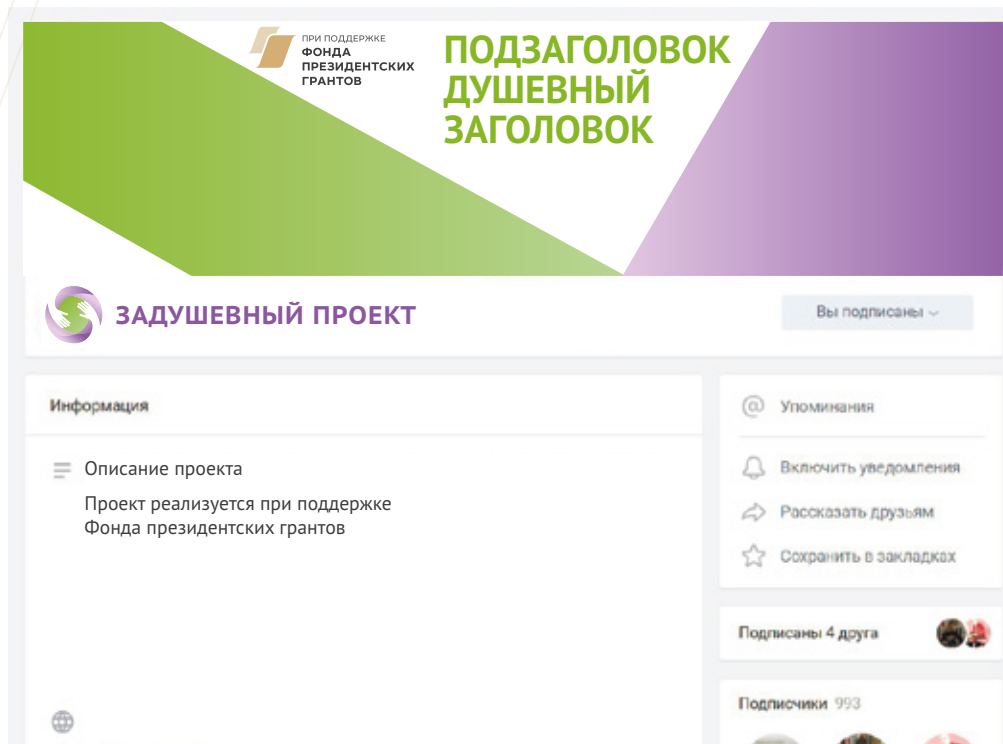 ПРИ ПОДДЕРЖКЕ
ФОНДА
ПРЕЗИДЕНТСКИХ
ГРАНТОВ
ПОДЗАГОЛОВОК
ДУШЕВНЫЙ
ЗАГОЛОВОК
ЗАДУШЕВНЫЙ ПРОЕКТ
Вы подписаны
Информация
Описание проекта
Проект реализуется при поддержке
Фонда президентских грантов
@ Упоминания
Включить уведомления
Рассказать друзьям
Сохранить в закладках
Подписаны 4 друга
Подписчики 993